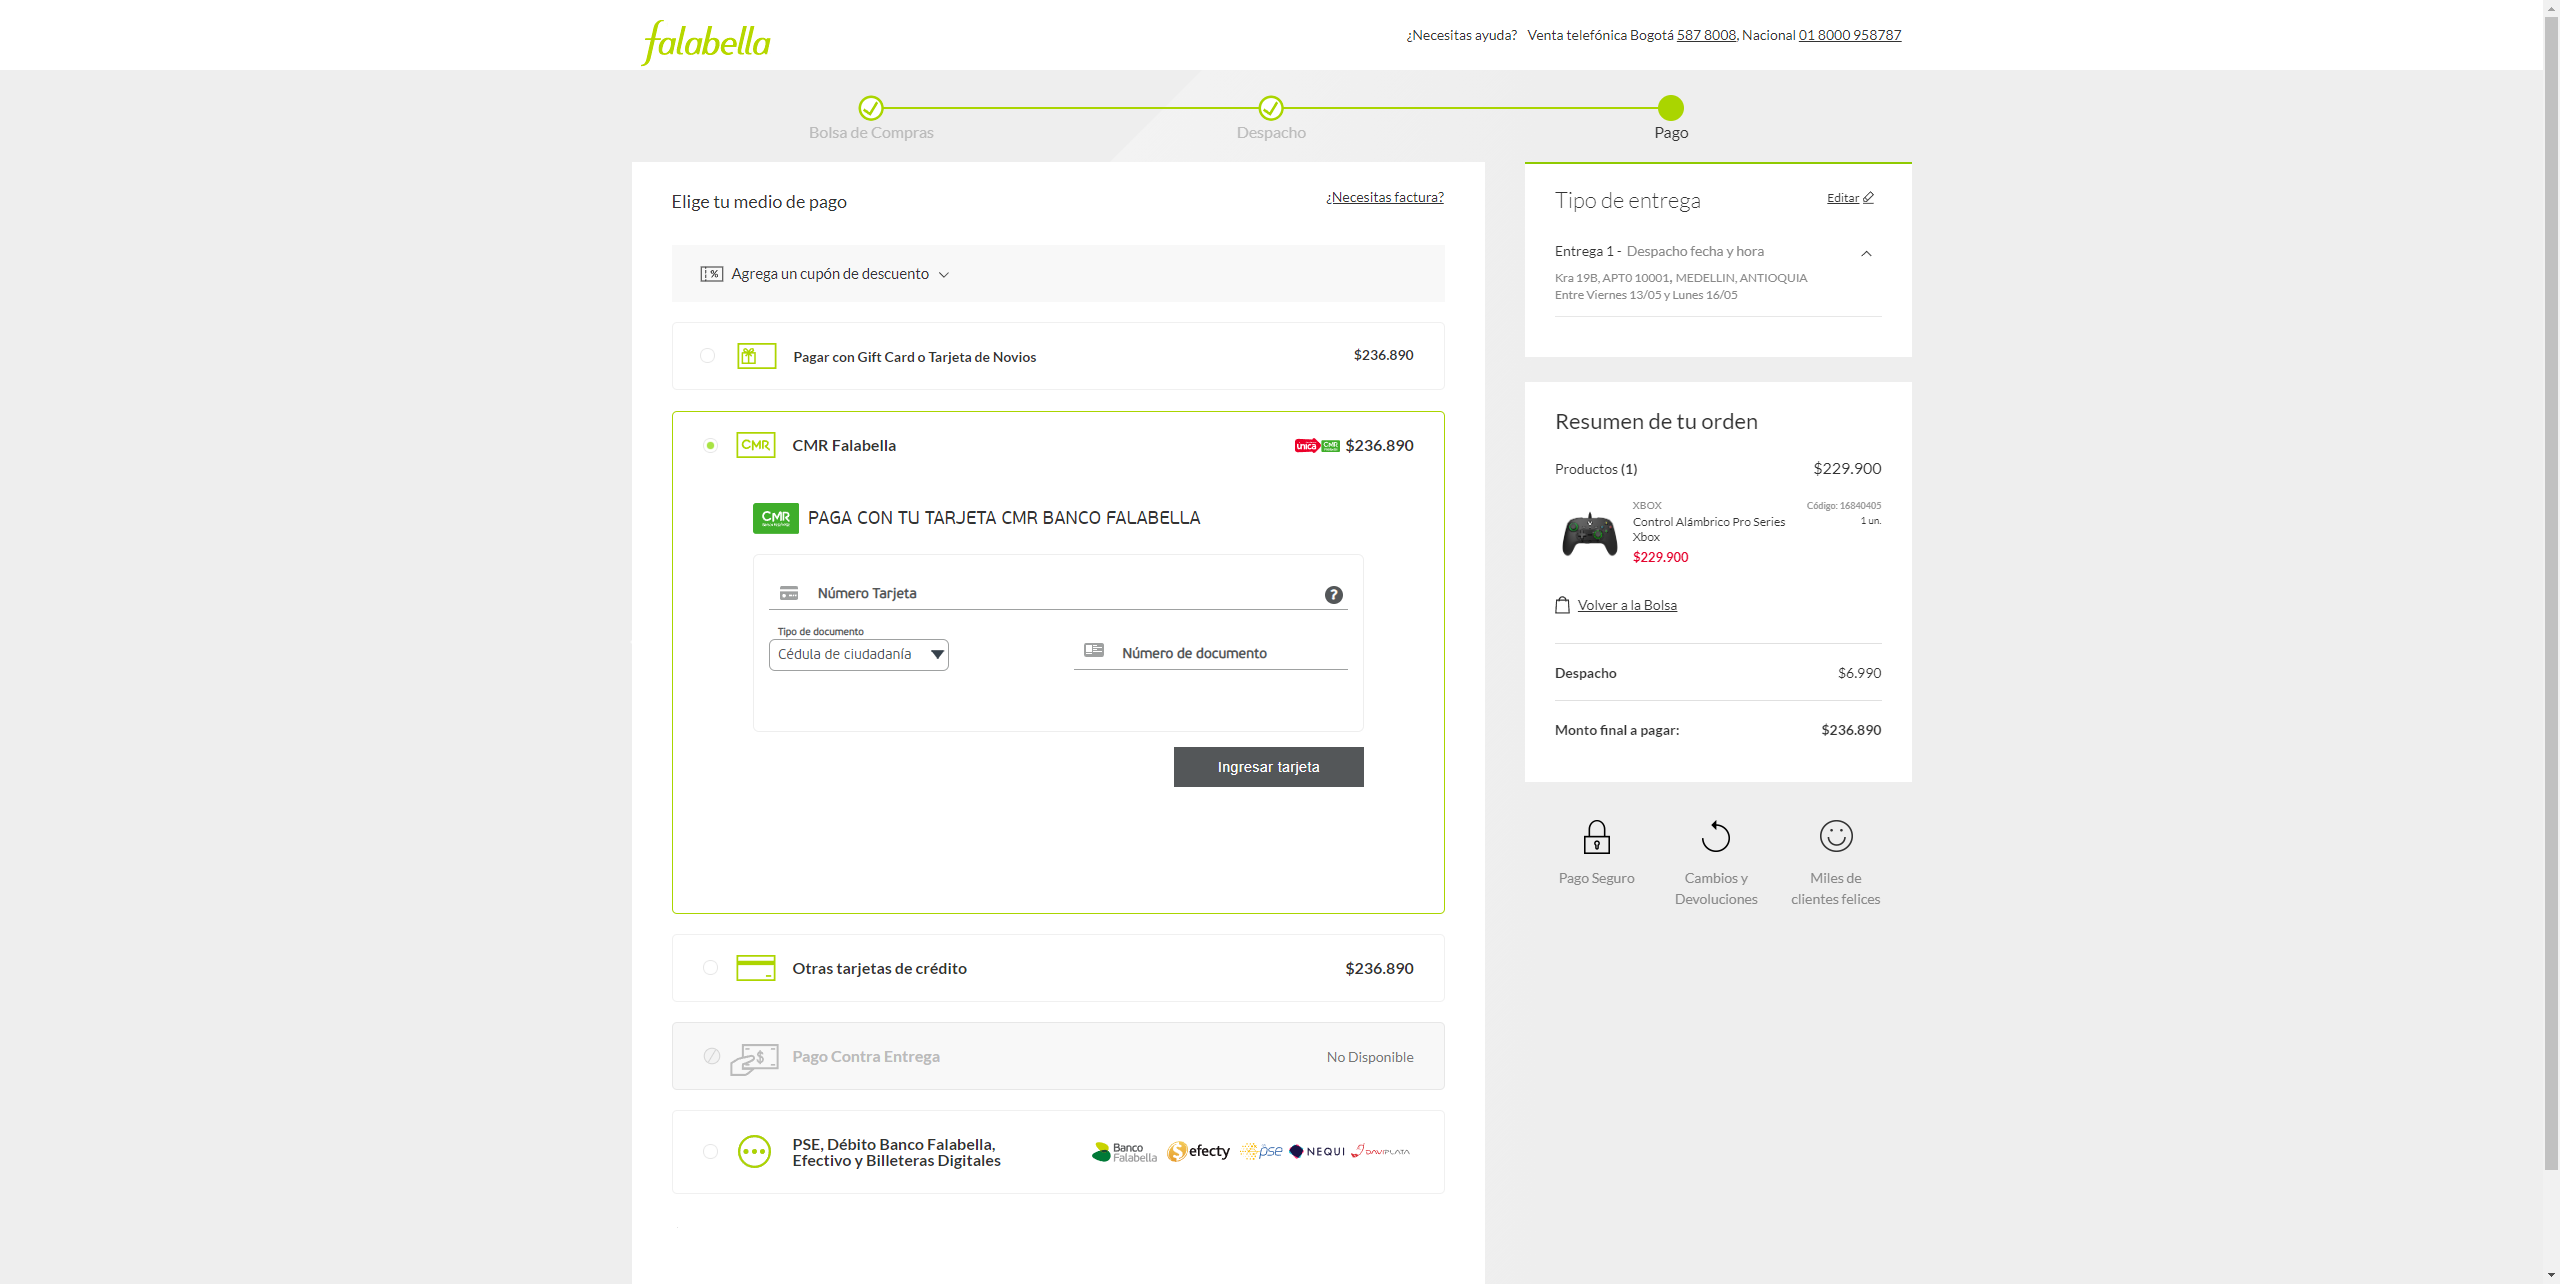 falabella
¿Necesitas ayuda? Venta telefónica Bogotá 587 8008, Nacional 01 8000 958787
Bolsa de Compras
Despacho
Pago
Elige tu medio de pago
¿Necesitas factura?
% Agrega un cupón de descuento
Pagar con Gift Card o Tarjeta de Novios
$236.890
CMR CMR Falabella
unica CMR $236.890
CMR PAGA CON TU TARJETA CMR BANCO FALABELLA
Número Tarjeta
?
Tipo de documento
Cédula de ciudadanía
Número de documento
Ingresar tarjeta
Otras tarjetas de crédito
$236.890
$ Pago Contra Entrega
No Disponible
PSE, Débito Banco Falabella,
Efectivo y Billeteras Digitales
Banco
Falabella
$efecty
pse
NEQUI
DAVIPLATA
Tipo de entrega
Editar
Entrega 1 - Despacho fecha y hora
Kra 19B, APT0 10001, MEDELLIN, ANTIOQUIA
Entre Viernes 13/05 y Lunes 16/05
Resumen de tu orden
Productos (1)
$229.900
XBOX
Código: 16840405
Control Alámbrico Pro Series
Xbox
1 un.
$229.900
Volver a la Bolsa
Despacho
$6.990
Monto final a pagar:
$236.890
Pago Seguro
Cambios y
Devoluciones
Miles de
clientes felices